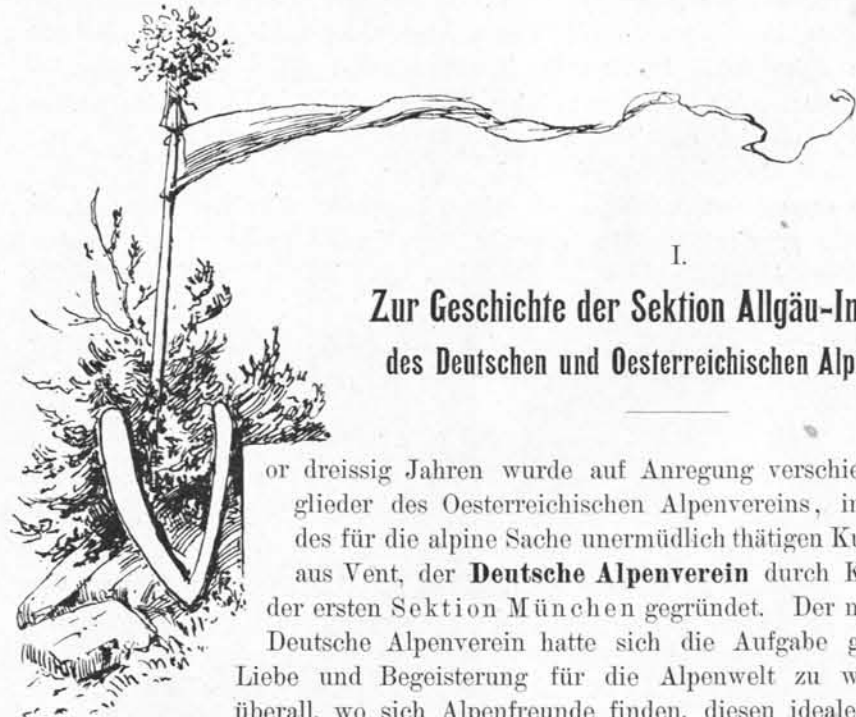 I.
Zur Geschichte der Sektion Allgäu-I
des Deutschen und Oesterreichischen Alp
Vor dreissig Jahren wurde auf Anregung verschie
glieder des Oesterreichischen Alpenvereins, in
des für die alpine Sache unermüdlich thätigen Ku
aus Vent, der Deutsche Alpenverein durch K
der ersten Sektion München gegründet. Der n
Deutsche Alpenverein hatte sich die Aufgabe g
Liebe und Begeisterung für die Alpenwelt zu w
überall, wo sich Alpenfreunde finden, diesen ideale